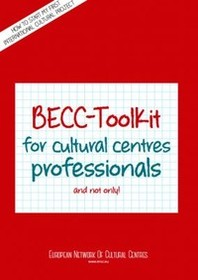 HOW TO START MY FIRST
INTERNATIONAL CULTURAL PROJECT
BECC-Toolkit
for cultural centres
professionals
and not only!
European Network Of Cultural Centres